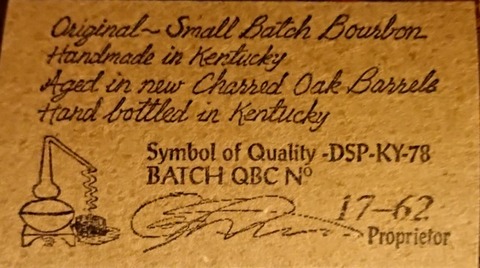 Original~ Small Batch Bourbon
Handmade in Kentucky
Aged in new Charred Oak Barrels
Hand bottled in Kentucky
Symbol of Quality -DSP-KY-78
BATCH QBC Nº
17-62
Proprietor